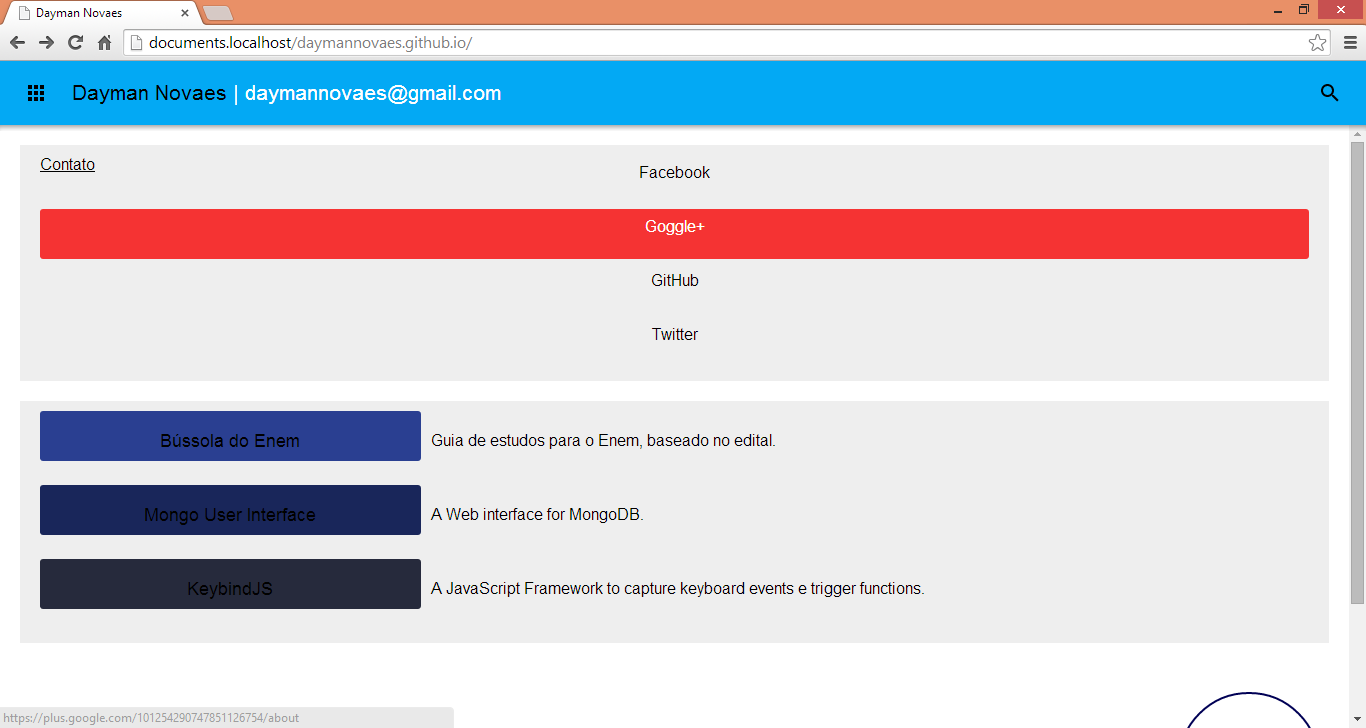 Dayman Novaes
documents.localhost/daymannovaes.github.io/
Dayman Novaes | daymannovaes@gmail.com
Contato
Facebook
Goggle+
GitHub
Twitter
Bússola do Enem Guia de estudos para o Enem, baseado no edital.
Mongo User Interface A Web interface for MongoDB.
KeybindJS A JavaScript Framework to capture keyboard events e trigger functions.
https://plus.google.com/101254290747851126754/about